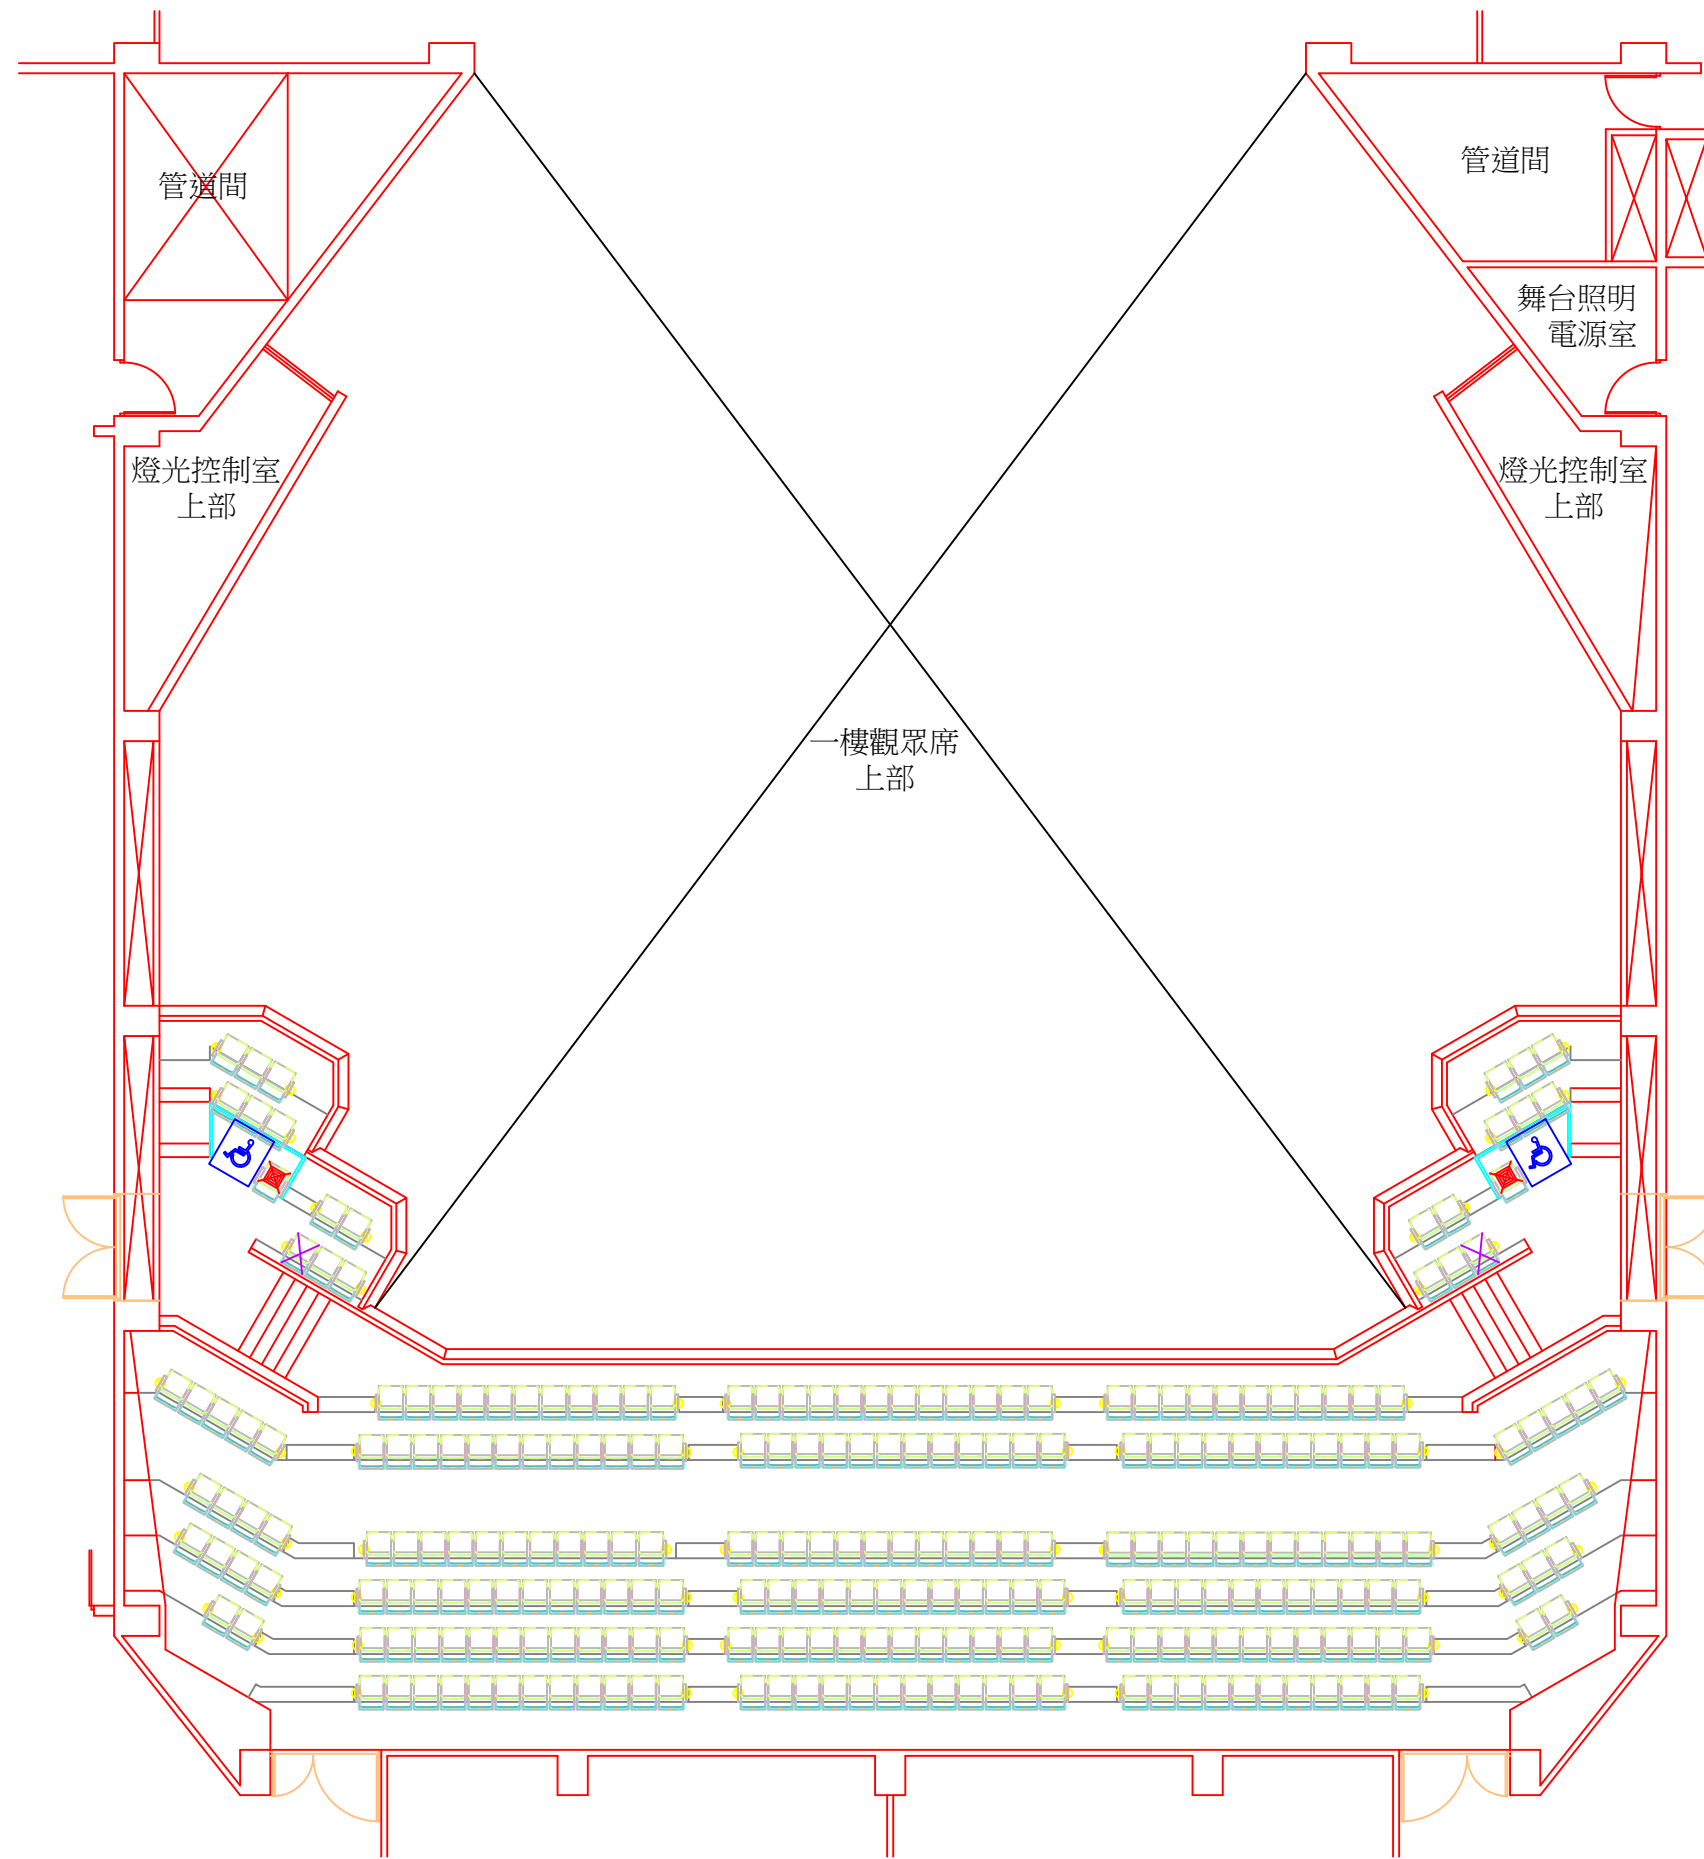 管道間
管道間
舞台照明
電源室
燈光控制室
上部
燈光控制室
上部
一樓觀眾席
上部